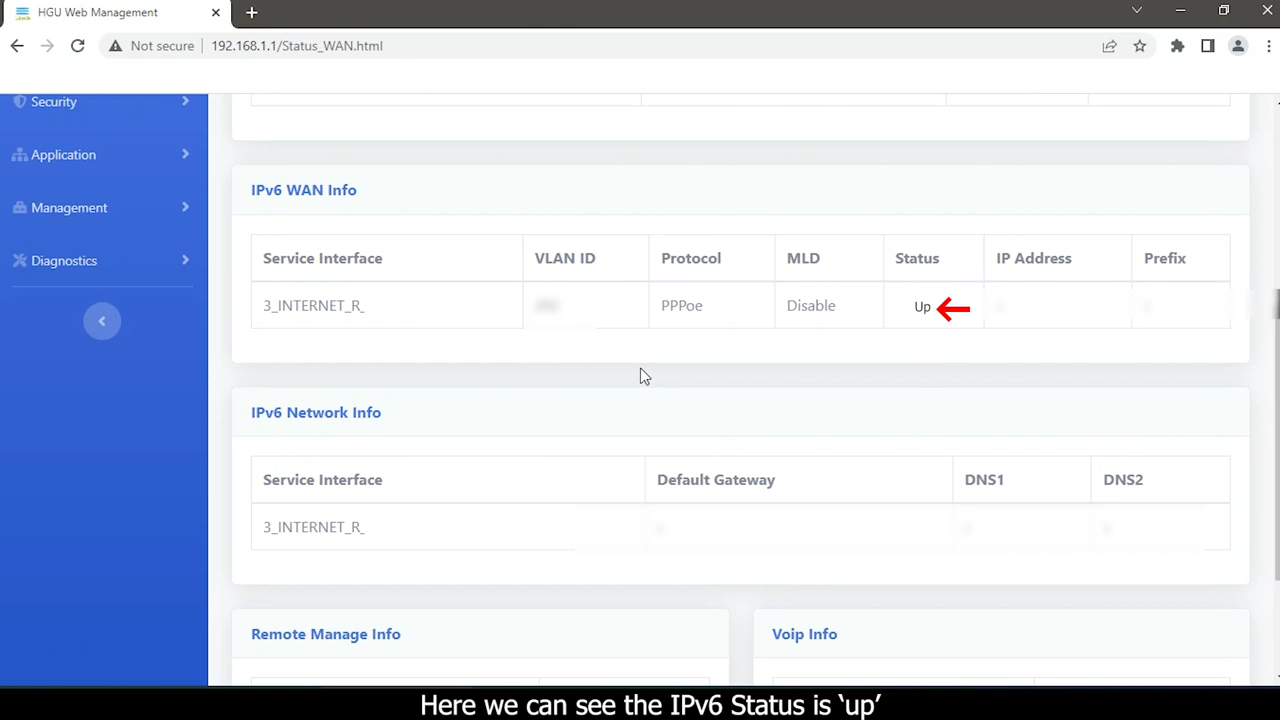 HGU Web Management
Not secure
192.168.1.1/Status_WAN.html
Security
Application
Management
Diagnostics
IPv6 WAN Info
Service Interface VLAN ID Protocol MLD Status IP Address Prefix
3_INTERNET_R_ PPPoe Disable Up
IPv6 Network Info
Service Interface Default Gateway DNS1 DNS2
3_INTERNET_R_
Remote Manage Info
Voip Info
Here we can see the IPv6 Status is ‘up’